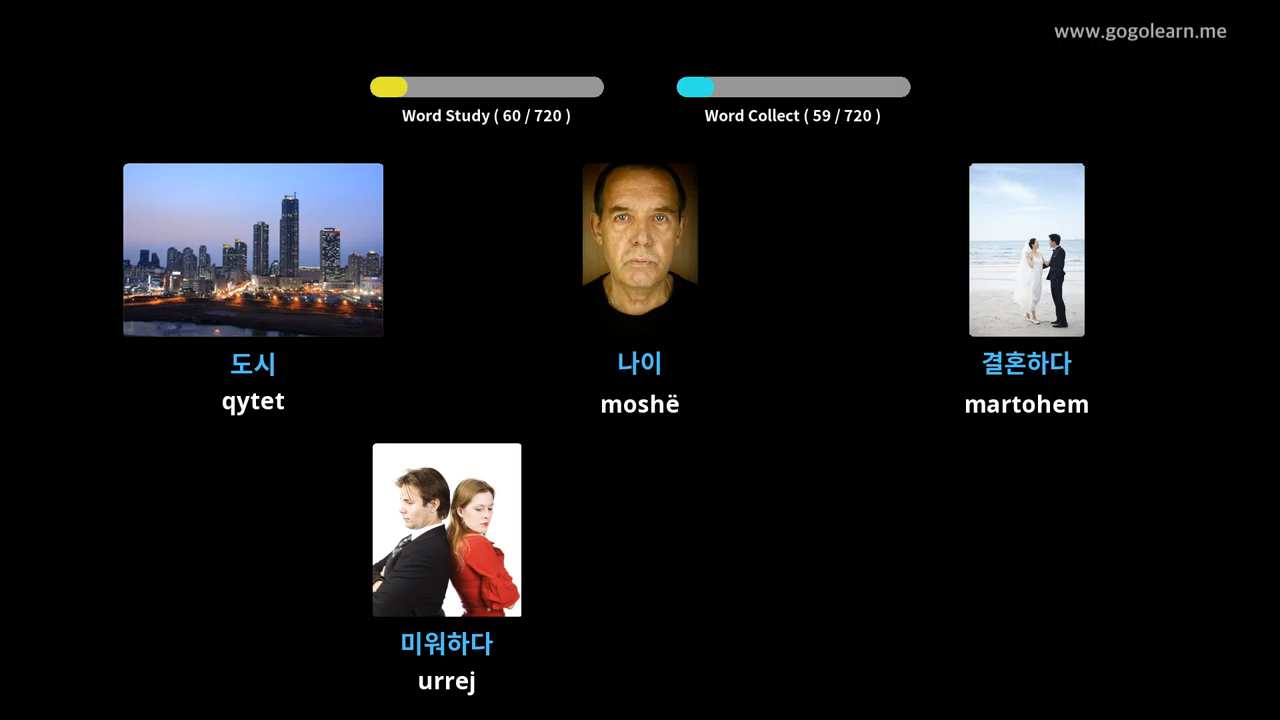 www.gogolearn.me
Word Study ( 60 / 720 )
Word Collect ( 59 / 720 )
도시
qytet
나이
moshë
결혼하다
martohem
미워하다
urrej